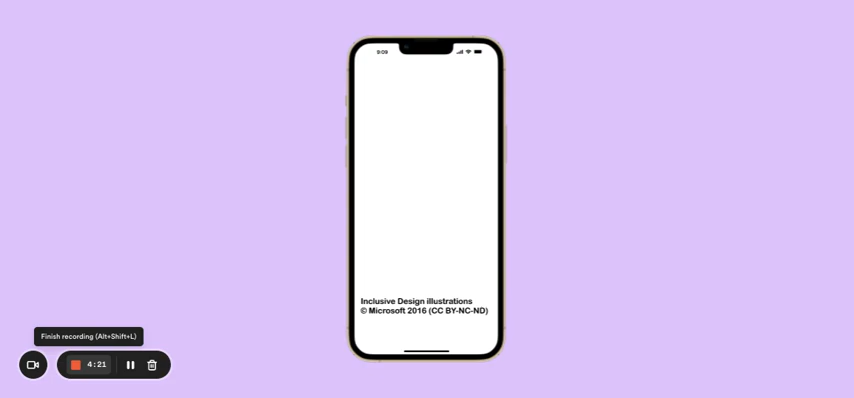 9:09
Inclusive Design illustrations
© Microsoft 2016 (CC BY-NC-ND)
Finish recording (Alt+Shift+L)
4:21